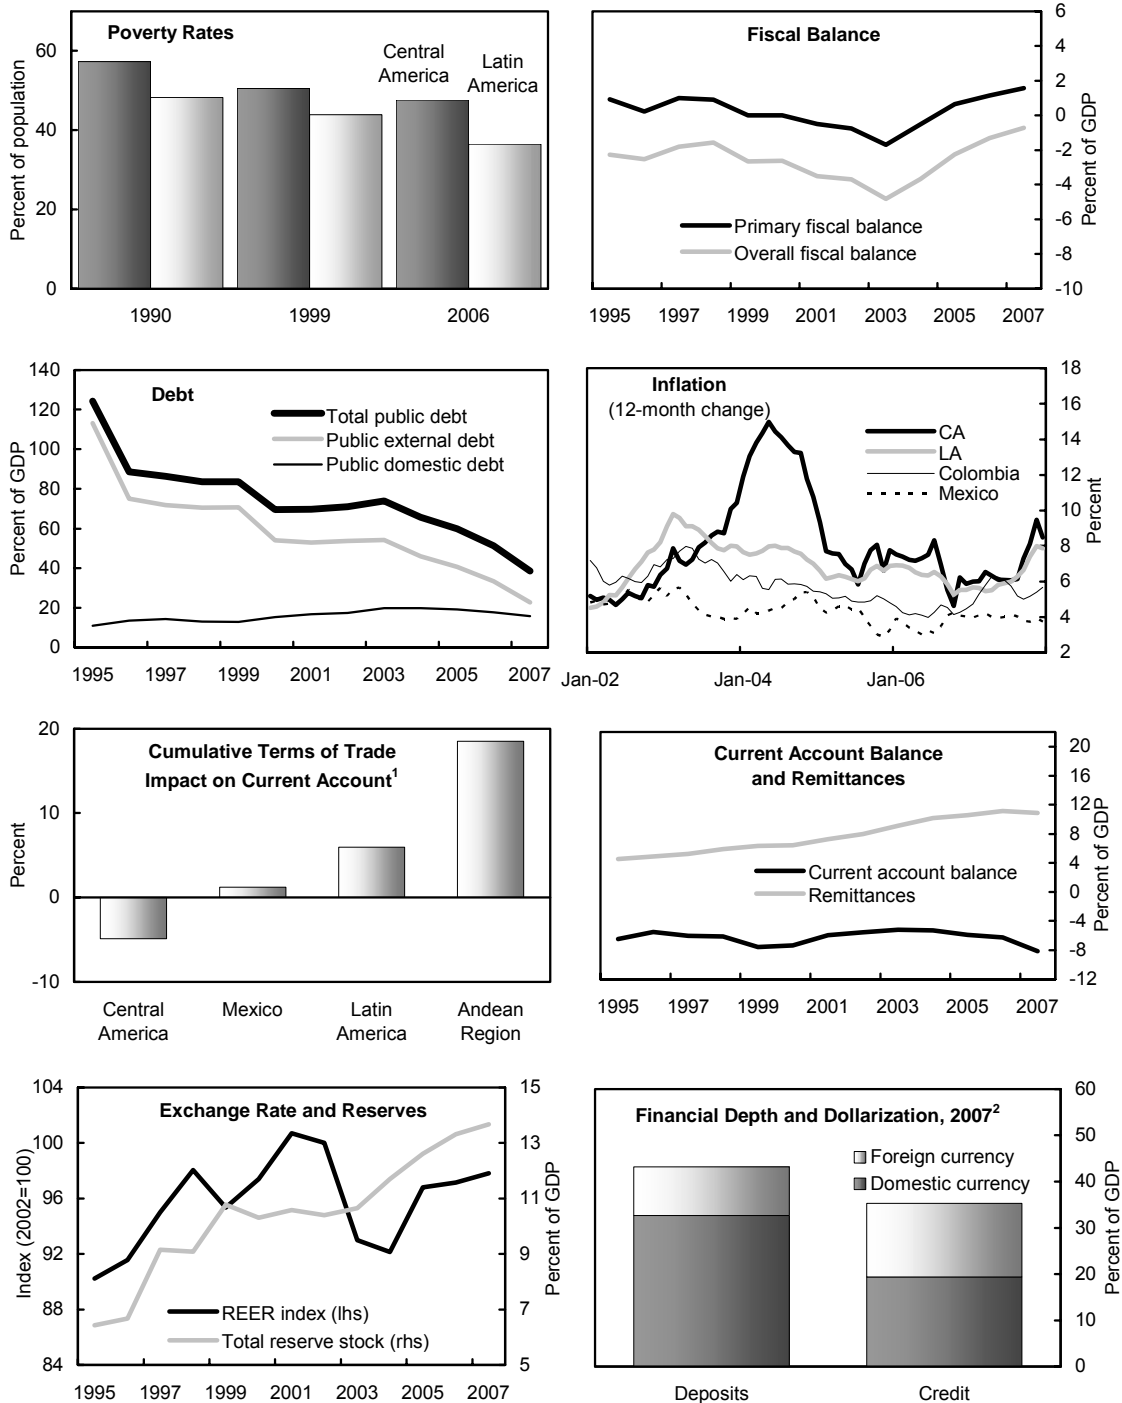 Poverty Rates
Percent of population
60
40
20
0
Central
America
Latin
America
1990 1999 2006
Fiscal Balance
6
4
2
0
-2
-4
-6
-8
-10
Percent of GDP
Primary fiscal balance
Overall fiscal balance
1995 1997 1999 2001 2003 2005 2007
Debt
Percent of GDP
140
120
100
80
60
40
20
0
Total public debt
Public external debt
Public domestic debt
1995 1997 1999 2001 2003 2005 2007
Inflation
(12-month change)
18
16
14
12
10
8
6
4
2
Percent
CA
LA
Colombia
Mexico
Jan-02 Jan-04 Jan-06
Cumulative Terms of Trade
Impact on Current Account1
Percent
20
10
0
-10
Central
America
Mexico
Latin
America
Andean
Region
Current Account Balance
and Remittances
20
16
12
8
4
0
-4
-8
-12
Percent of GDP
Current account balance
Remittances
1995 1997 1999 2001 2003 2005 2007
Exchange Rate and Reserves
Index (2002=100)
104
100
96
92
88
84
15
13
11
9
7
5
Percent of GDP
REER index (lhs)
Total reserve stock (rhs)
1995 1997 1999 2001 2003 2005 2007
Financial Depth and Dollarization, 20072
60
50
40
30
20
10
0
Percent of GDP
Foreign currency
Domestic currency
Deposits Credit